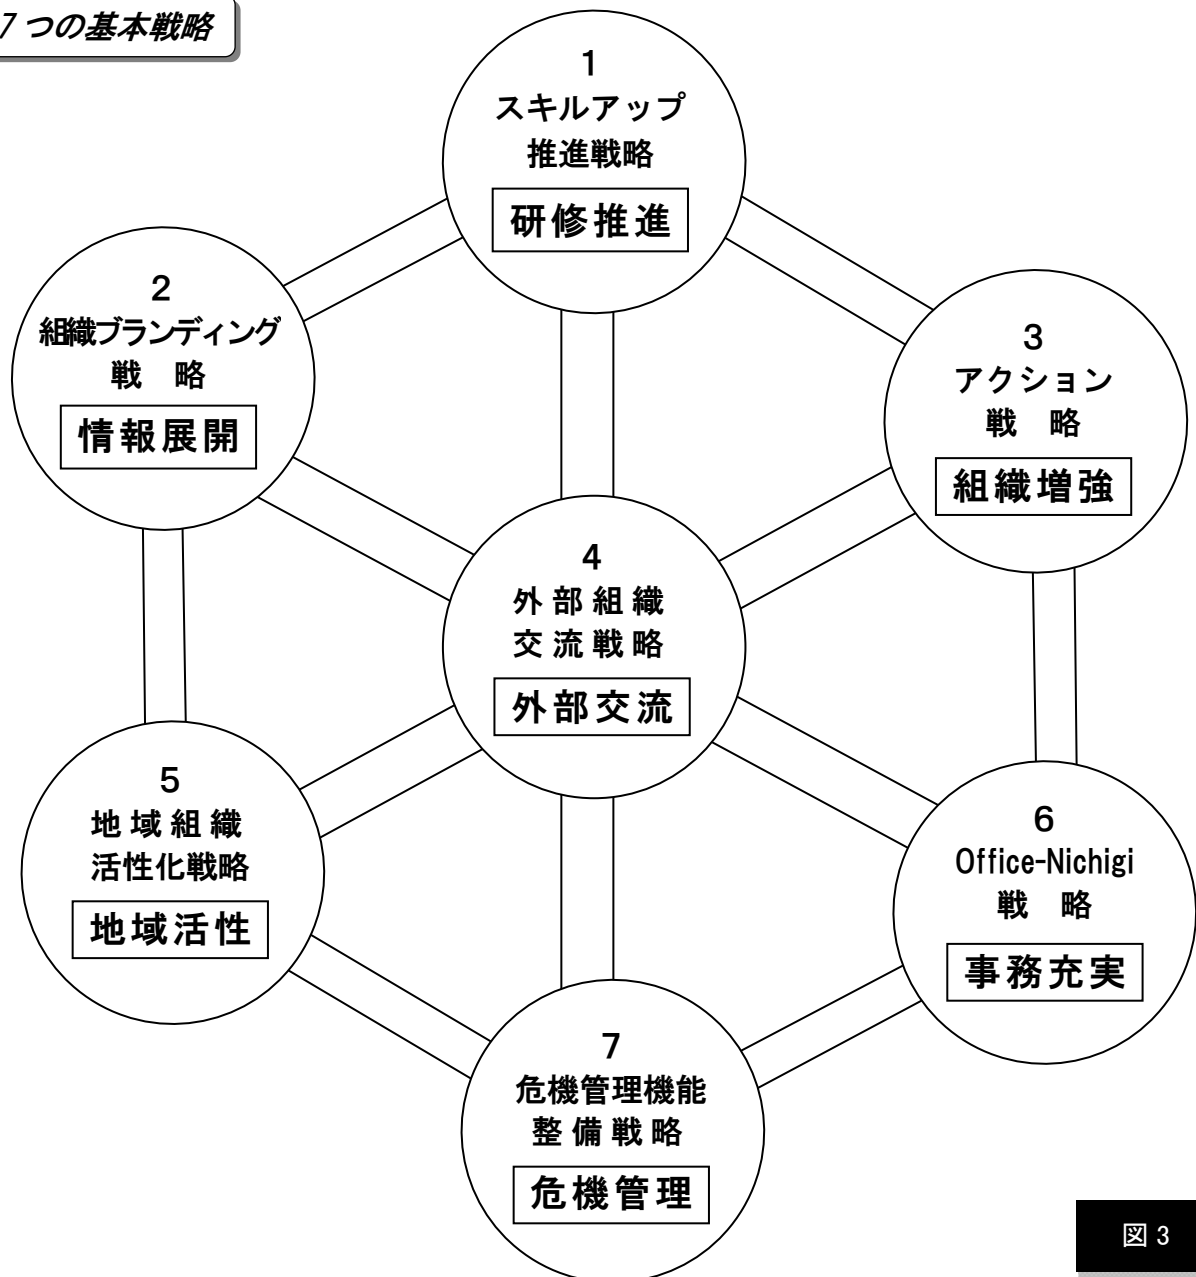 7つの基本戦略
1
スキルアップ
推進戦略
研修推進
2
組織ブランディング
戦　略
情報展開
3
アクション
戦　略
組織増強
4
外部組織
交流戦略
外部交流
5
地域組織
活性化戦略
地域活性
6
Office-Nichigi
戦　略
事務充実
7
危機管理機能
整備戦略
危機管理
図3